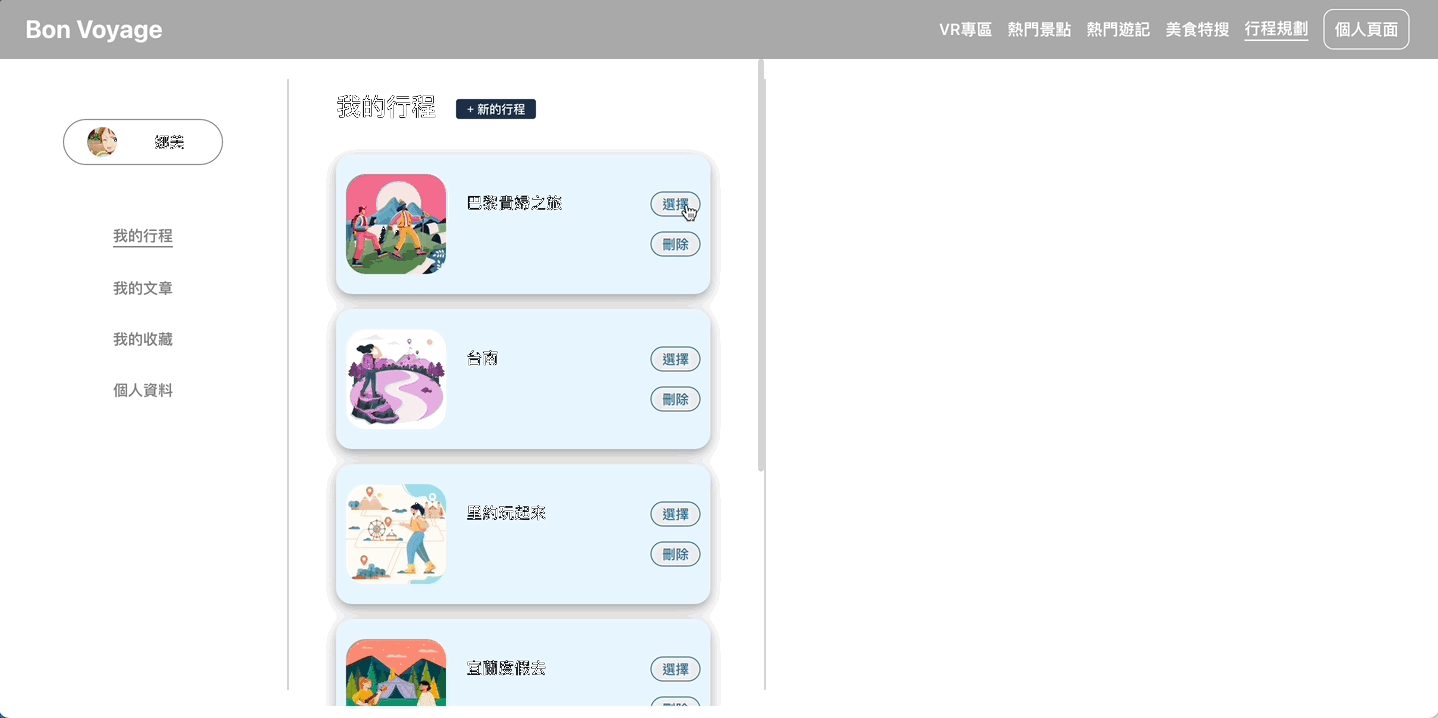 Bon Voyage
VR專區 熱門景點 熱門遊記 美食特搜 行程規劃 個人頁面
娜美
我的行程
我的文章
我的收藏
個人資料
我的行程 + 新的行程
巴黎貴婦之旅
選擇
刪除
台南
選擇
刪除
里約玩起來
選擇
刪除
宜蘭度假去
選擇
刪除